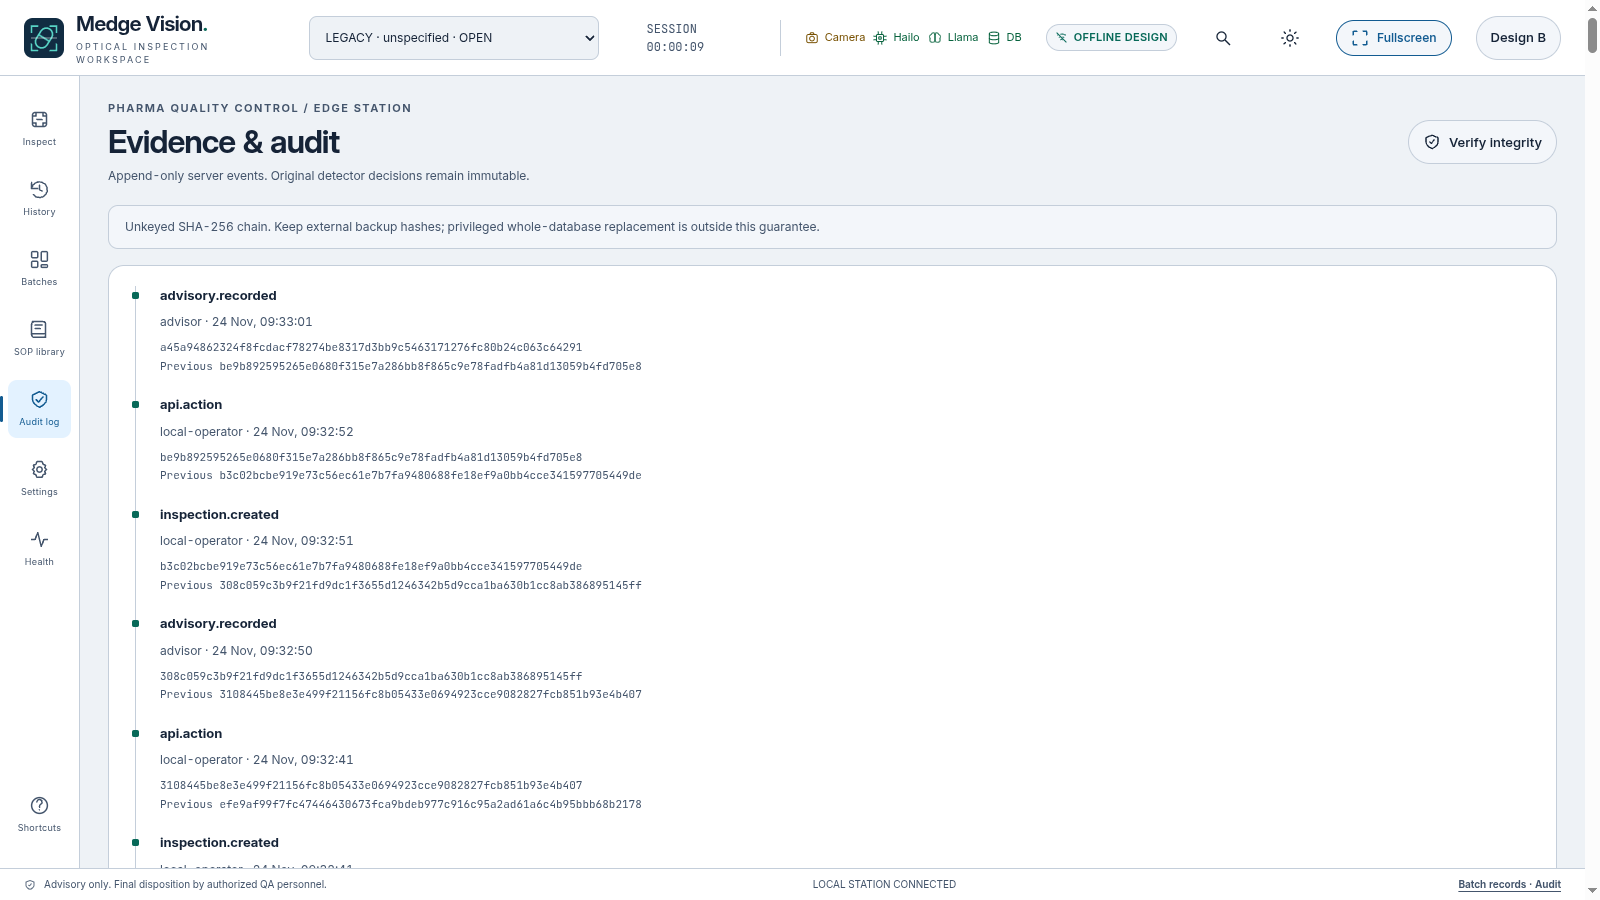 Medge Vision.
OPTICAL INSPECTION
WORKSPACE
LEGACY · unspecified · OPEN
SESSION
00:00:09
Camera
Hailo
Llama
DB
OFFLINE DESIGN
Fullscreen
Design B
Inspect
History
Batches
SOP library
Audit log
Settings
Health
Shortcuts
PHARMA QUALITY CONTROL / EDGE STATION
Evidence & audit
Verify integrity
Append-only server events. Original detector decisions remain immutable.
Unkeyed SHA-256 chain. Keep external backup hashes; privileged whole-database replacement is outside this guarantee.
advisory.recorded
advisor · 24 Nov, 09:33:01
a45a94862324f8fcdacf78274be8317d3bb9c5463171276fc80b24c063c64291
Previous be9b892595265e0680f315e7a286bb8f865c9e78fadfb4a81d13059b4fd705e8
api.action
local-operator · 24 Nov, 09:32:52
be9b892595265e0680f315e7a286bb8f865c9e78fadfb4a81d13059b4fd705e8
Previous b3c02bcbe919e73c56ec61e7b7fa9480688fe18ef9a0bb4cce341597705449de
inspection.created
local-operator · 24 Nov, 09:32:51
b3c02bcbe919e73c56ec61e7b7fa9480688fe18ef9a0bb4cce341597705449de
Previous 308c059c3b9f21fd9dc1f3655d1246342b5d9cca1ba630b1cc8ab386895145ff
advisory.recorded
advisor · 24 Nov, 09:32:50
308c059c3b9f21fd9dc1f3655d1246342b5d9cca1ba630b1cc8ab386895145ff
Previous 3108445be8e3e499f21156fc8b05433e0694923cce9082827fcb851b93e4b407
api.action
local-operator · 24 Nov, 09:32:41
3108445be8e3e499f21156fc8b05433e0694923cce9082827fcb851b93e4b407
Previous efe9af99f7fc47446430673fca9bdeb977c916c95a2ad61a6c4b95bbb68b2178
inspection.created
local-operator · 24 Nov, 09:32:41
Advisory only. Final disposition by authorized QA personnel.
LOCAL STATION CONNECTED
Batch records · Audit